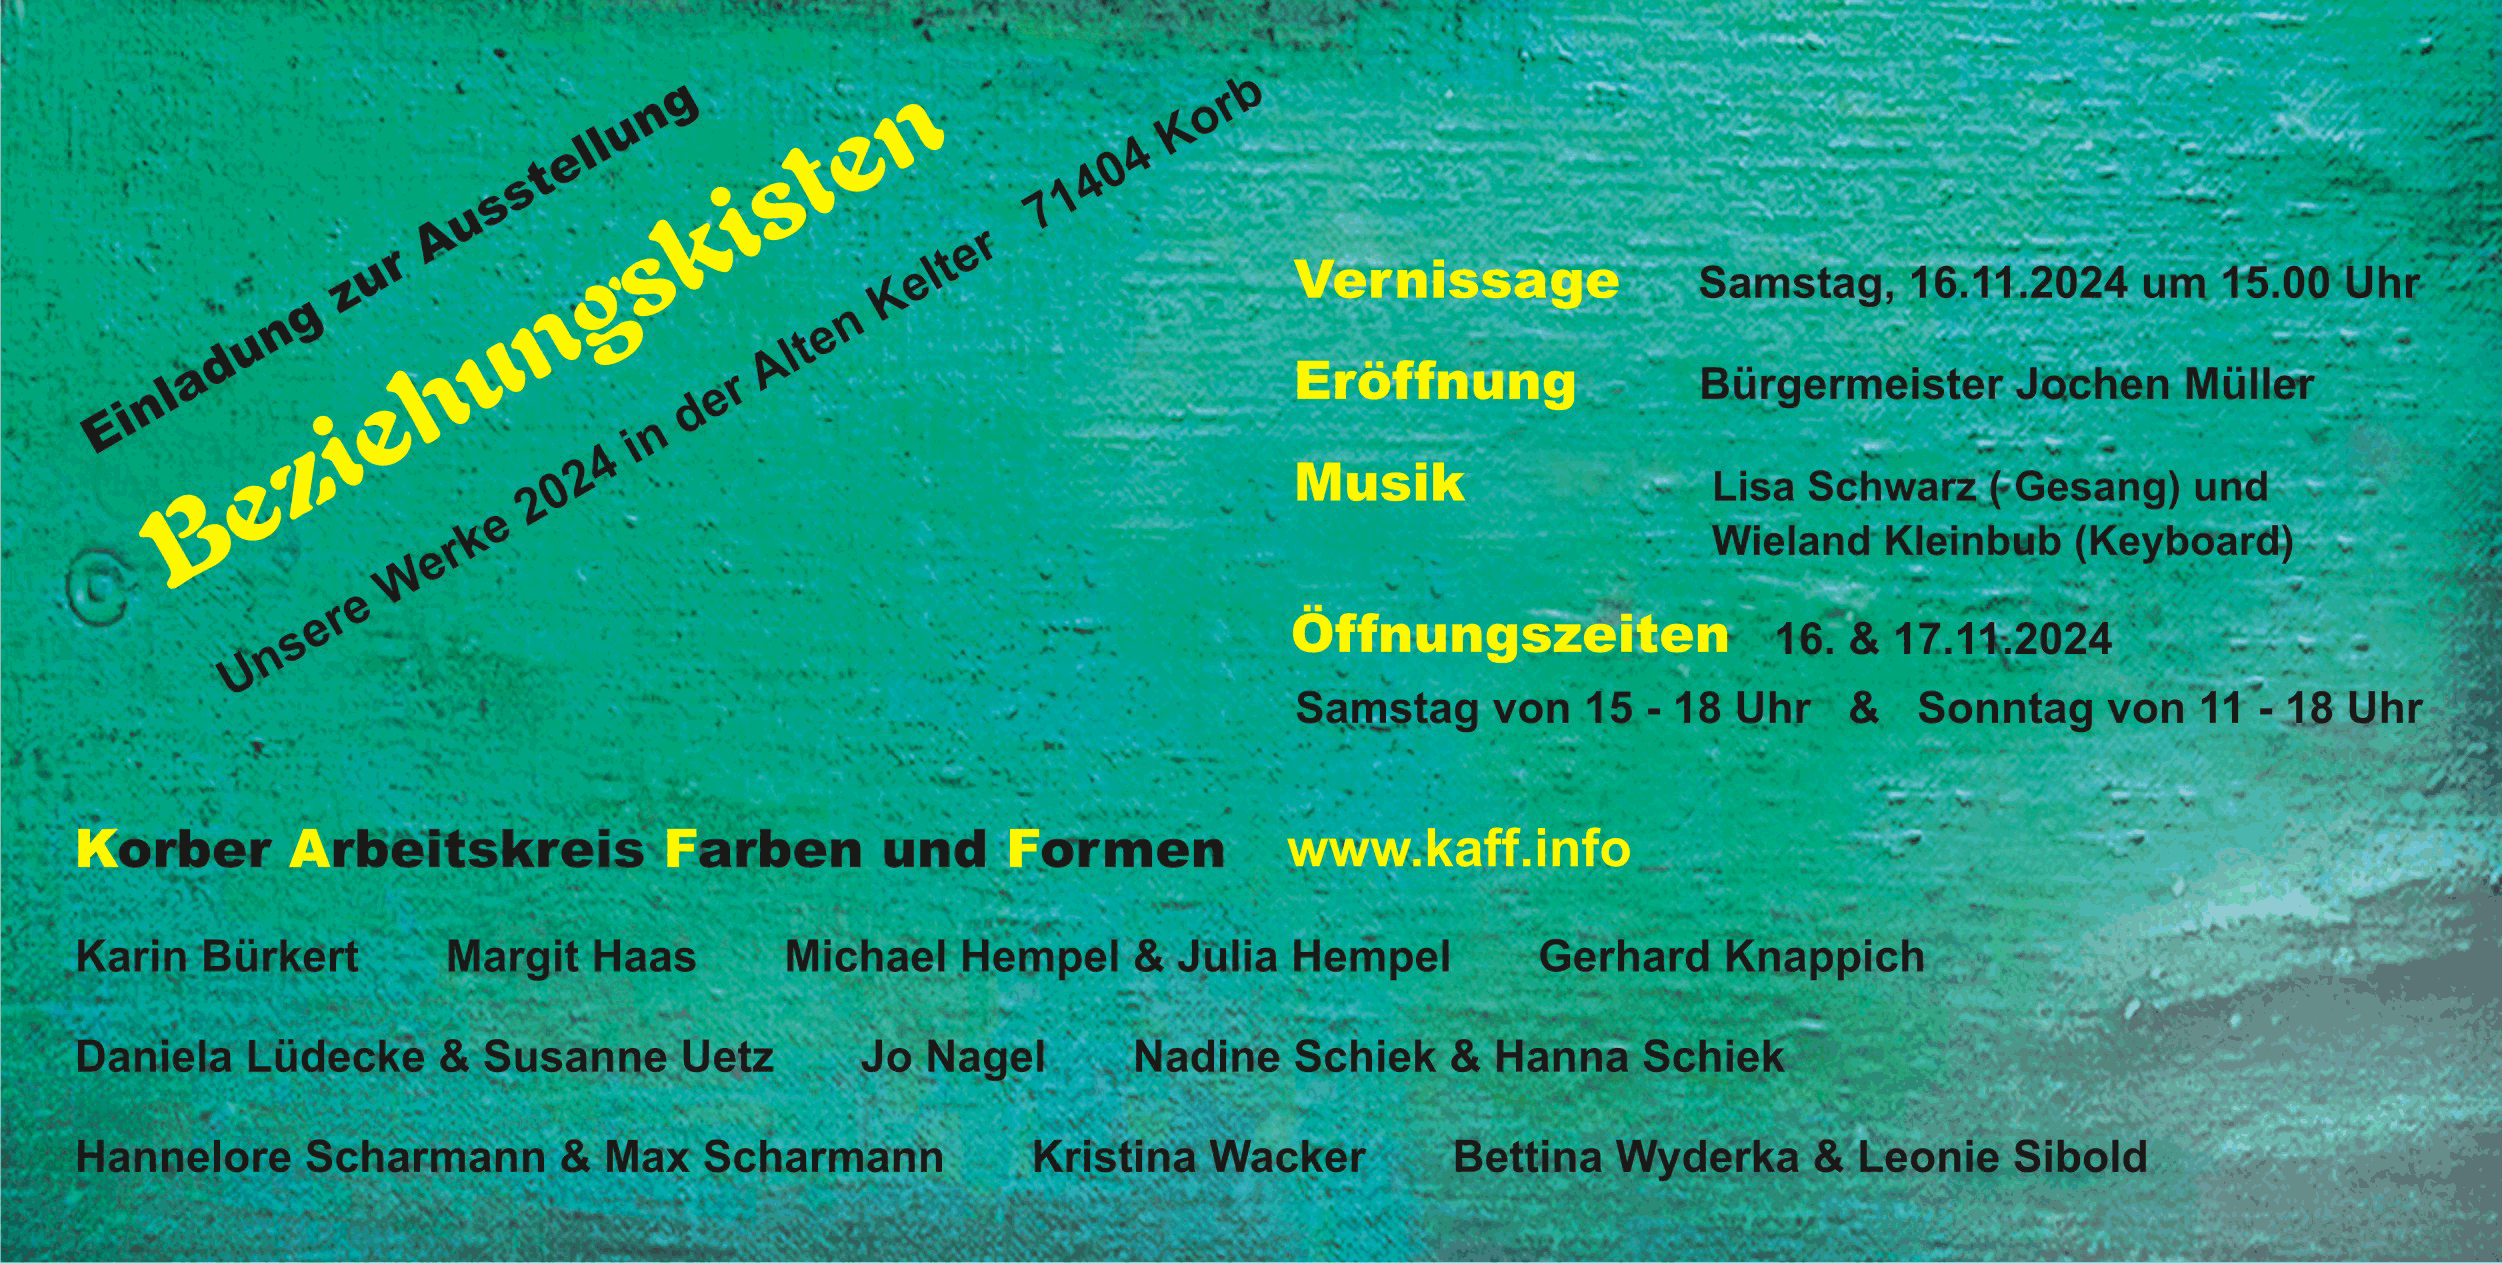 Einladung zur Ausstellung
Beziehungskisten
Unsere Werke 2024 in der Alten Kelter 71404 Korb
Vernissage Samstag, 16.11.2024 um 15.00 Uhr
Eröffnung Bürgermeister Jochen Müller
Musik Lisa Schwarz ( Gesang) und
Wieland Kleinbub (Keyboard)
Öffnungszeiten 16. & 17.11.2024
Samstag von 15 - 18 Uhr & Sonntag von 11 - 18 Uhr
Korber Arbeitskreis Farben und Formen www.kaff.info
Karin Bürkert Margit Haas Michael Hempel & Julia Hempel Gerhard Knappich
Daniela Lüdecke & Susanne Uetz Jo Nagel Nadine Schiek & Hanna Schiek
Hannelore Scharmann & Max Scharmann Kristina Wacker Bettina Wyderka & Leonie Sibold